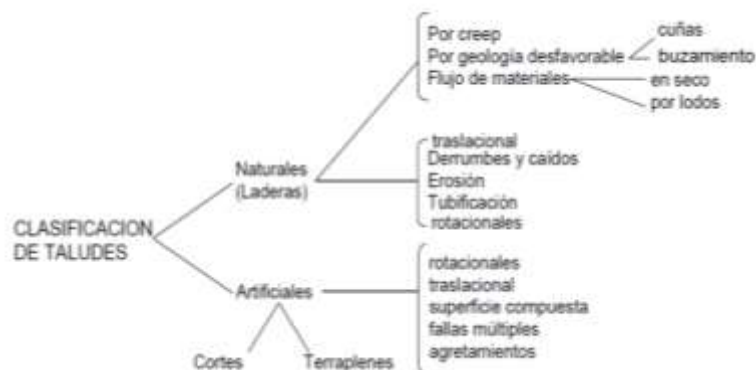 Por creep
Por geología desfavorable
cuñas
buzamiento
Flujo de materiales
en seco
por lodos
traslacional
Derrumbes y caídos
Erosión
Tubificación
rotacionales
Naturales
(Laderas)
CLASIFICACION
DE TALUDES
Artificiales
rotacionales
traslacional
superficie compuesta
fallas múltiples
agretamientos
Cortes
Terraplenes